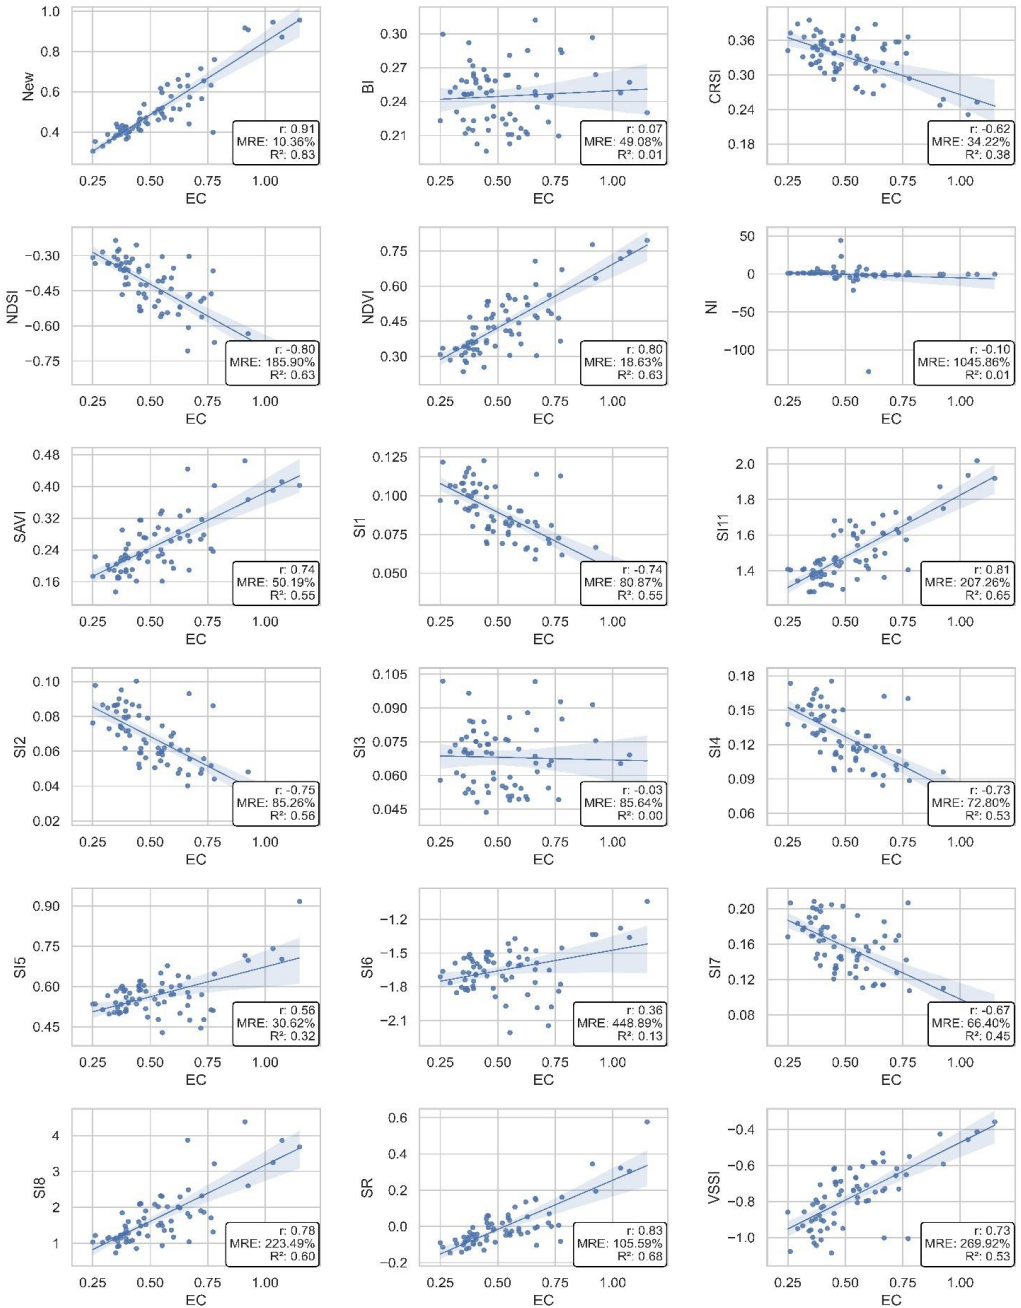 1.0
0.8
0.6
0.4
New
0.25 0.50 0.75 1.00
EC
r: 0.91
MRE: 10.36%
R²: 0.83
0.30
0.27
0.24
0.21
BI
0.25 0.50 0.75 1.00
EC
r: 0.07
MRE: 49.08%
R²: 0.01
0.36
0.30
0.24
0.18
CRSI
0.25 0.50 0.75 1.00
EC
r: -0.62
MRE: 34.22%
R²: 0.38
−0.30
−0.45
−0.60
−0.75
NDSI
0.25 0.50 0.75 1.00
EC
r: -0.80
MRE: 185.90%
R²: 0.63
0.75
0.60
0.45
0.30
NDVI
0.25 0.50 0.75 1.00
EC
r: 0.80
MRE: 18.63%
R²: 0.63
50
0
−50
−100
NI
0.25 0.50 0.75 1.00
EC
r: -0.10
MRE: 1045.86%
R²: 0.01
0.48
0.40
0.32
0.24
0.16
SAVI
0.25 0.50 0.75 1.00
EC
r: 0.74
MRE: 50.19%
R²: 0.55
0.125
0.100
0.075
0.050
SI1
0.25 0.50 0.75 1.00
EC
r: -0.74
MRE: 80.87%
R²: 0.55
2.0
1.8
1.6
1.4
SI11
0.25 0.50 0.75 1.00
EC
r: 0.81
MRE: 207.26%
R²: 0.65
0.10
0.08
0.06
0.04
0.02
SI2
0.25 0.50 0.75 1.00
EC
r: -0.75
MRE: 85.26%
R²: 0.56
0.105
0.090
0.075
0.060
0.045
SI3
0.25 0.50 0.75 1.00
EC
r: -0.03
MRE: 85.64%
R²: 0.00
0.18
0.15
0.12
0.09
0.06
SI4
0.25 0.50 0.75 1.00
EC
r: -0.73
MRE: 72.80%
R²: 0.53
0.90
0.75
0.60
0.45
SI5
0.25 0.50 0.75 1.00
EC
r: 0.56
MRE: 30.62%
R²: 0.32
−1.2
−1.5
−1.8
−2.1
SI6
0.25 0.50 0.75 1.00
EC
r: 0.36
MRE: 448.89%
R²: 0.13
0.20
0.16
0.12
0.08
SI7
0.25 0.50 0.75 1.00
EC
r: -0.67
MRE: 66.40%
R²: 0.45
4
3
2
1
SI8
0.25 0.50 0.75 1.00
EC
r: 0.78
MRE: 223.49%
R²: 0.60
0.6
0.4
0.2
0.0
−0.2
SR
0.25 0.50 0.75 1.00
EC
r: 0.83
MRE: 105.59%
R²: 0.68
−0.4
−0.6
−0.8
−1.0
VSSI
0.25 0.50 0.75 1.00
EC
r: 0.73
MRE: 269.92%
R²: 0.53